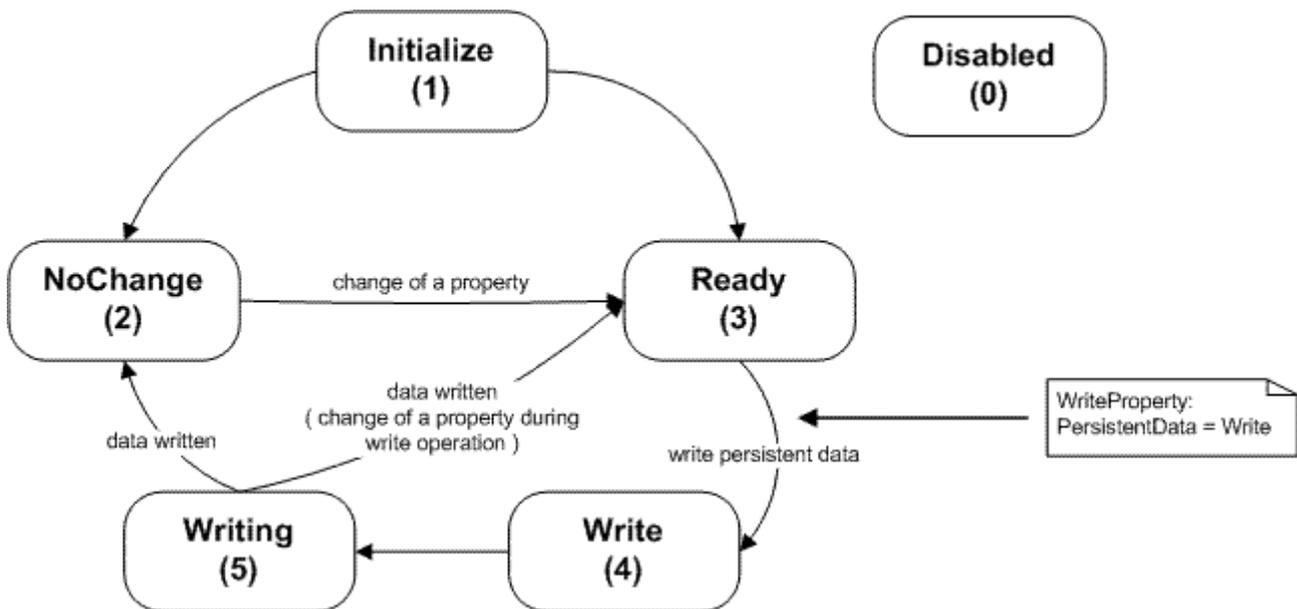 Initialize
(1)
Disabled
(0)
NoChange
(2)
change of a property
Ready
(3)
data written
( change of a property during
write operation )
WriteProperty:
PersistentData = Write
data written
write persistent data
Writing
(5)
Write
(4)